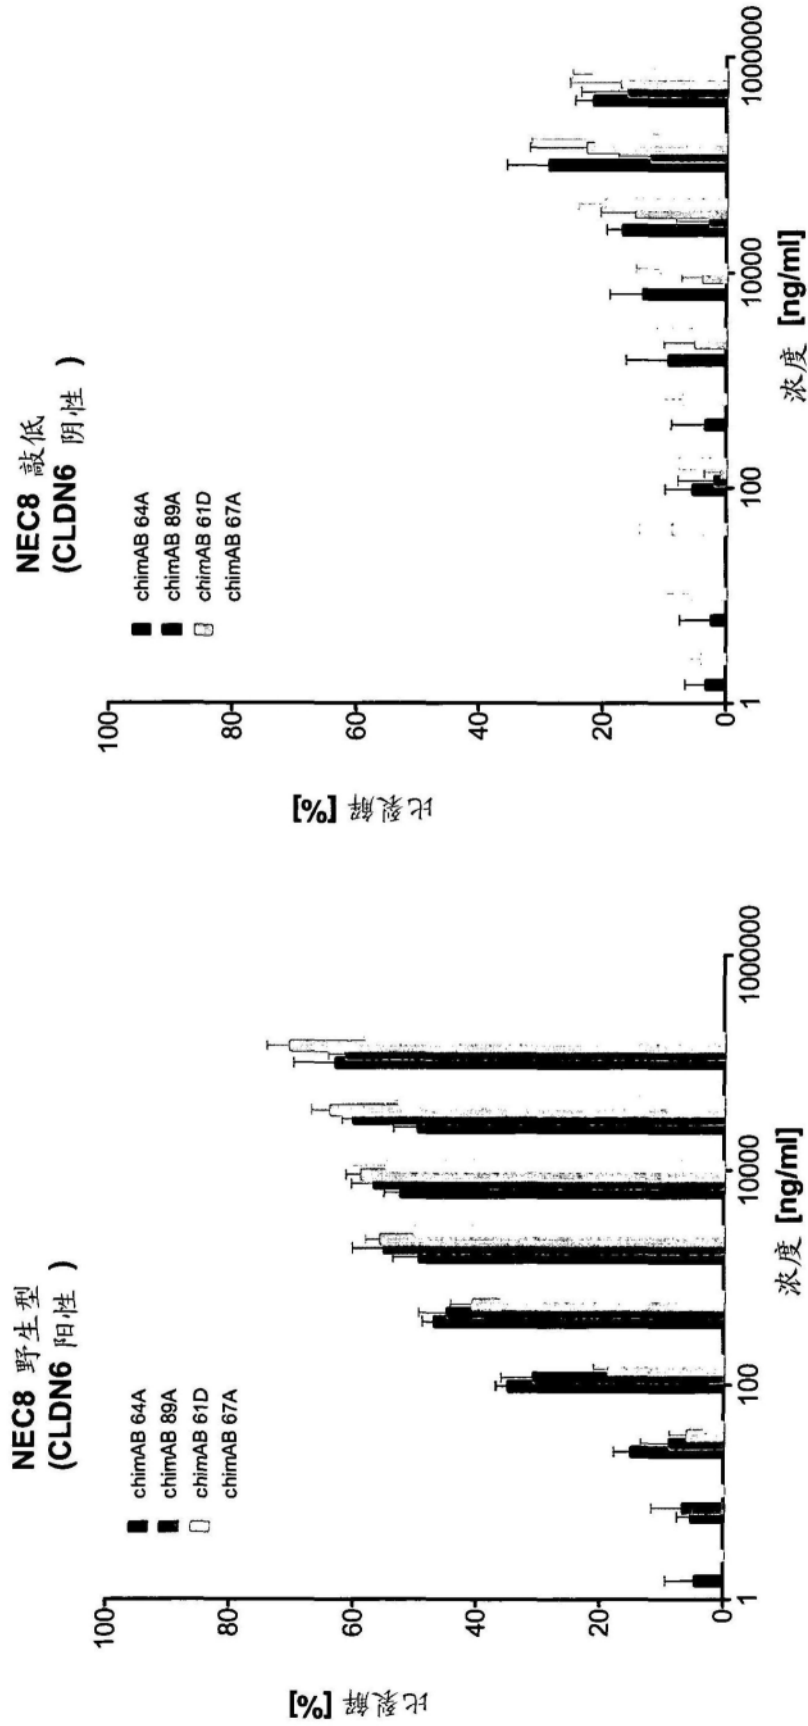 NEC8 野生型
(CLDN6 阳性 )
chimAB 64A
chimAB 89A
chimAB 61D
chimAB 67A
比裂解 [%]
100
80
60
40
20
0
1
100
10000
1000000
浓度 [ng/ml]
NEC8 敲低
(CLDN6 阴性 )
chimAB 64A
chimAB 89A
chimAB 61D
chimAB 67A
比裂解 [%]
100
80
60
40
20
0
1
100
10000
1000000
浓度 [ng/ml]